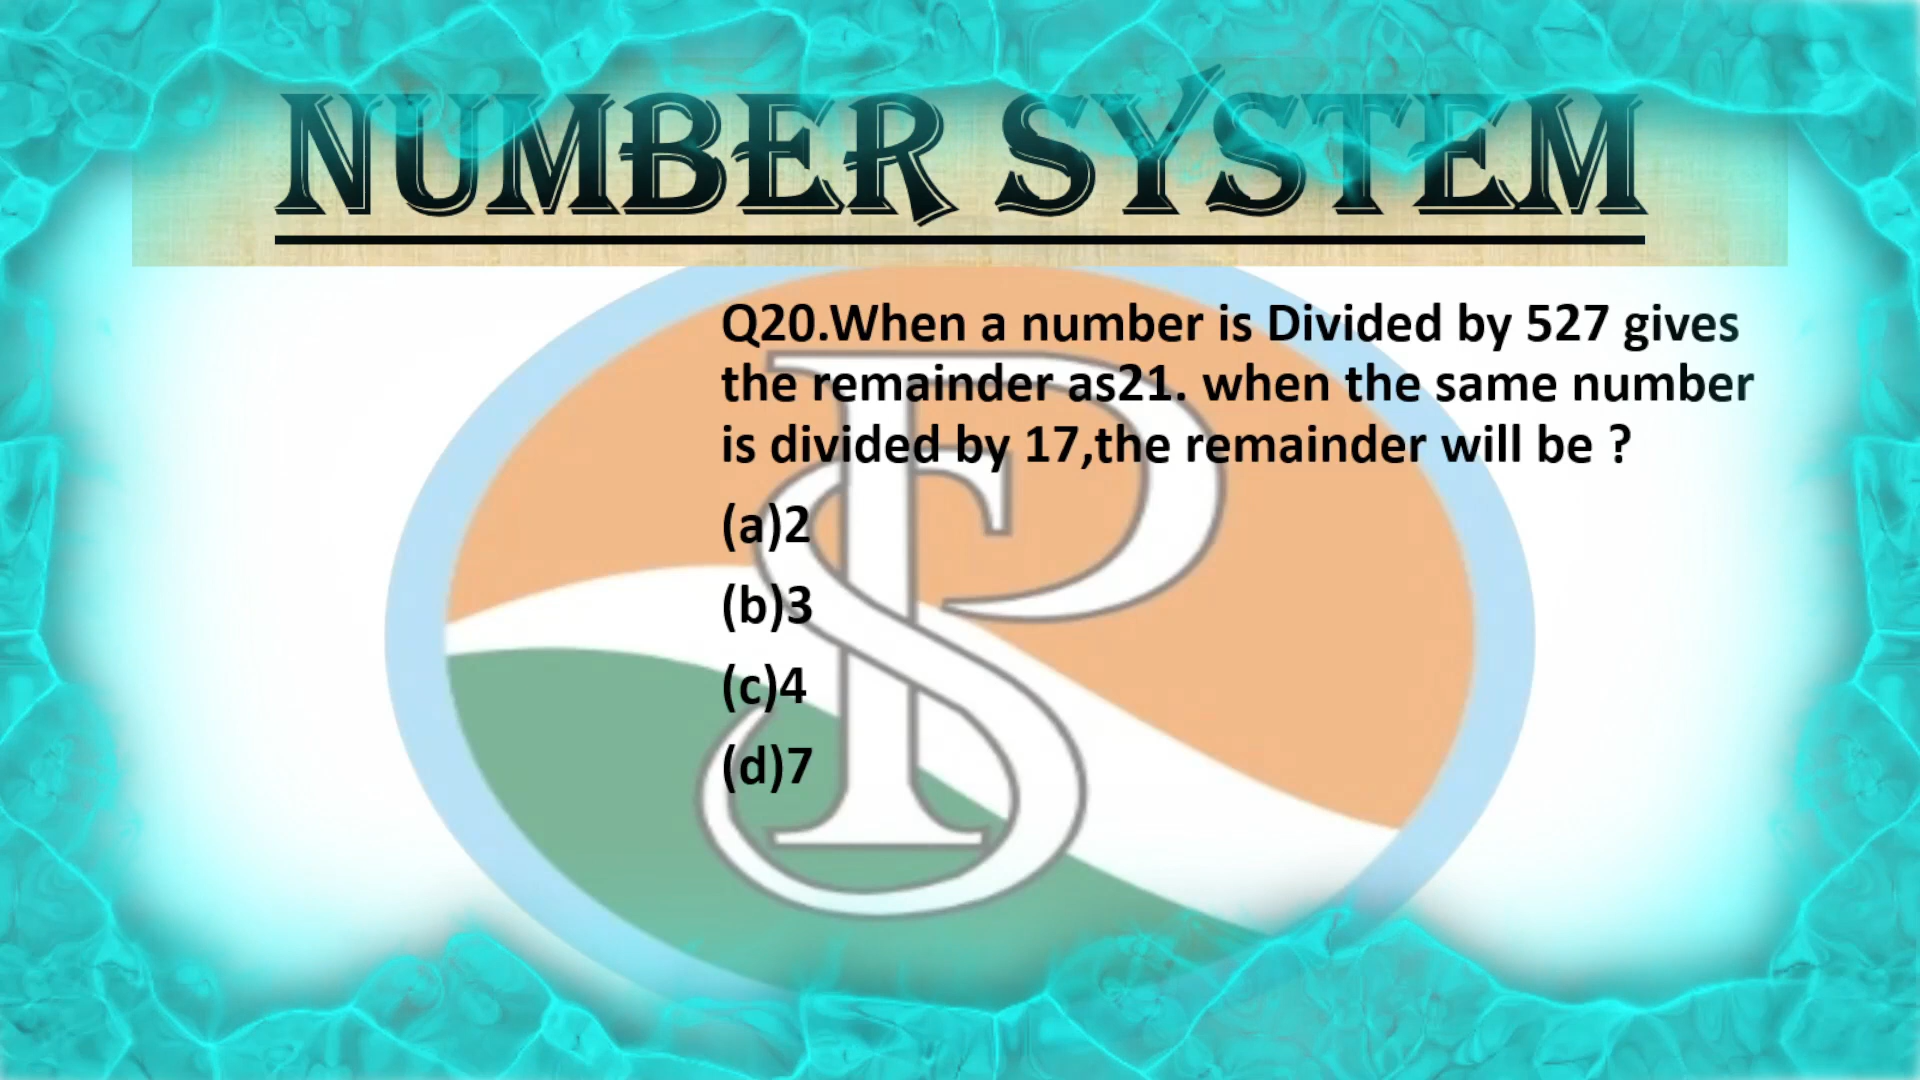 NUMBER SYSTEM
Q20.When a number is Divided by 527 gives
the remainder as21. when the same number
is divided by 17,the remainder will be ?
(a)2
(b)3
(c)4
(d)7